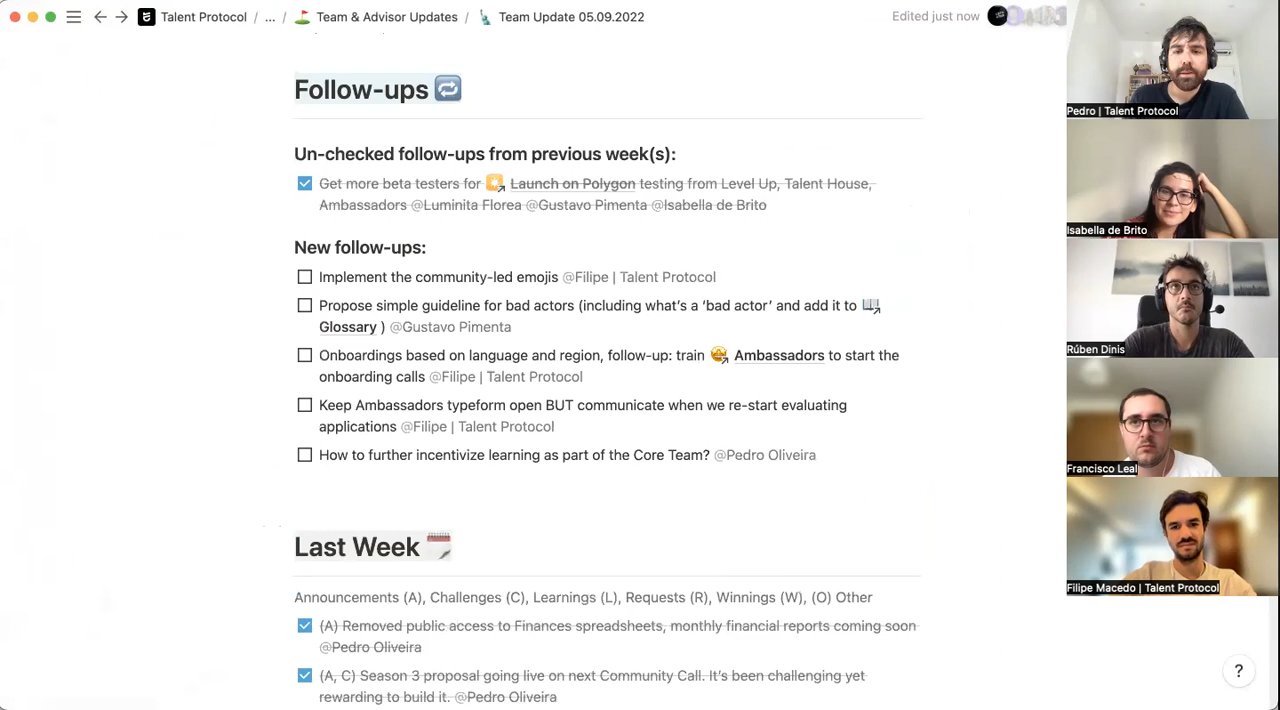 Talent Protocol / ... / Team & Advisor Updates / Team Update 05.09.2022
Edited just now
Follow-ups
Un-checked follow-ups from previous week(s):
Get more beta testers for Launch on Polygon testing from Level Up, Talent House,
Ambassadors @Luminita Florea @Gustavo Pimenta @Isabella de Brito
New follow-ups:
Implement the community-led emojis @Filipe | Talent Protocol
Propose simple guideline for bad actors (including what's a 'bad actor' and add it to
Glossary ) @Gustavo Pimenta
Onboardings based on language and region, follow-up: train Ambassadors to start the
onboarding calls @Filipe | Talent Protocol
Keep Ambassadors typeform open BUT communicate when we re-start evaluating
applications @Filipe | Talent Protocol
How to further incentivize learning as part of the Core Team? @Pedro Oliveira
Last Week
Announcements (A), Challenges (C), Learnings (L), Requests (R), Winnings (W), (O) Other
(A) Removed public access to Finances spreadsheets, monthly financial reports coming soon
@Pedro Oliveira
(A, C) Season 3 proposal going live on next Community Call. It's been challenging yet
rewarding to build it. @Pedro Oliveira
Pedro | Talent Protocol
Isabella de Brito
Rúben Dinis
Francisco Leal
Filipe Macedo | Talent Protocol
?